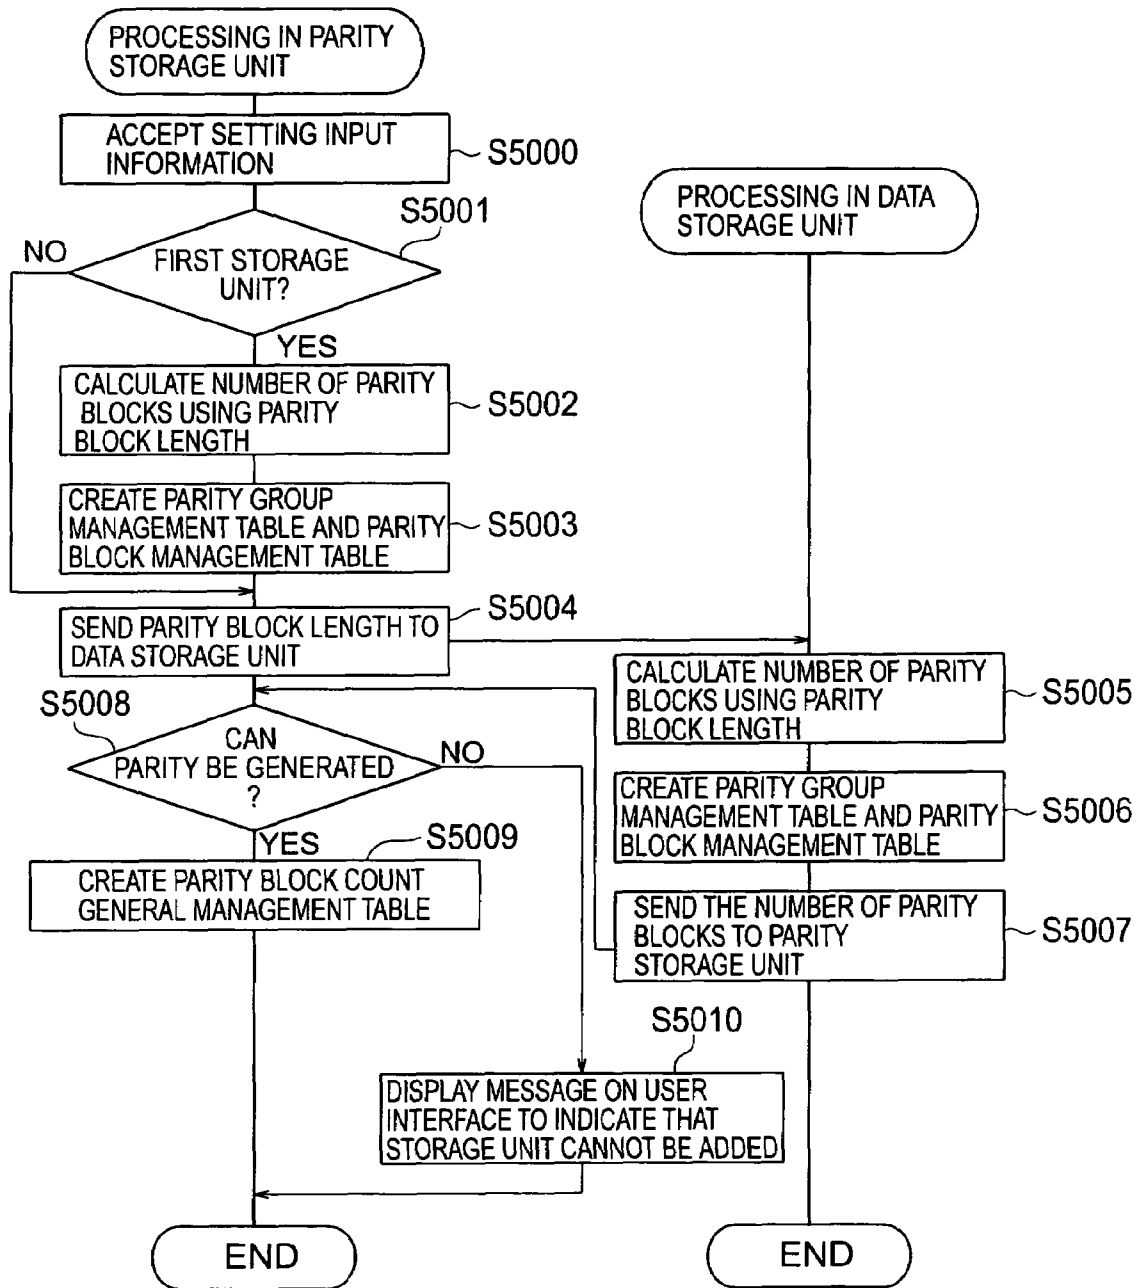 PROCESSING IN PARITY
STORAGE UNIT
ACCEPT SETTING INPUT
INFORMATION
S5000
S5001
NO
FIRST STORAGE
UNIT?
YES
CALCULATE NUMBER OF PARITY
BLOCKS USING PARITY
BLOCK LENGTH
S5002
CREATE PARITY GROUP
MANAGEMENT TABLE AND PARITY
BLOCK MANAGEMENT TABLE
S5003
S5004
SEND PARITY BLOCK LENGTH TO
DATA STORAGE UNIT
S5008
CAN
PARITY BE GENERATED
?
NO
YES
S5009
CREATE PARITY BLOCK COUNT
GENERAL MANAGEMENT TABLE
S5010
DISPLAY MESSAGE ON USER
INTERFACE TO INDICATE THAT
STORAGE UNIT CANNOT BE ADDED
END
PROCESSING IN DATA
STORAGE UNIT
CALCULATE NUMBER OF PARITY
BLOCKS USING PARITY
BLOCK LENGTH
S5005
CREATE PARITY GROUP
MANAGEMENT TABLE AND PARITY
BLOCK MANAGEMENT TABLE
S5006
SEND THE NUMBER OF PARITY
BLOCKS TO PARITY
STORAGE UNIT
S5007
END